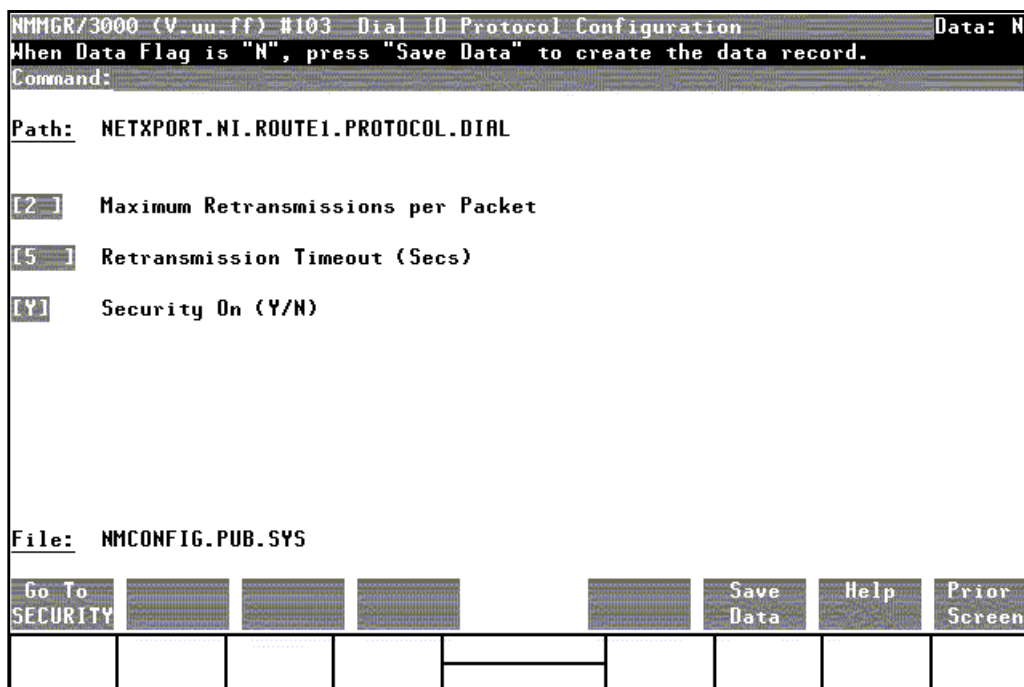 NMMGR/3000 (V.uu.ff) #103 Dial ID Protocol Configuration Data: N
When Data Flag is "N", press "Save Data" to create the data record.
Command:
Path: NETXPORT.NI.ROUTE1.PROTOCOL.DIAL
[2 ] Maximum Retransmissions per Packet
[5 ] Retransmission Timeout (Secs)
[Y] Security On (Y/N)
File: NMCONFIG.PUB.SYS
Go To Save Help Prior
SECURITY Data Screen